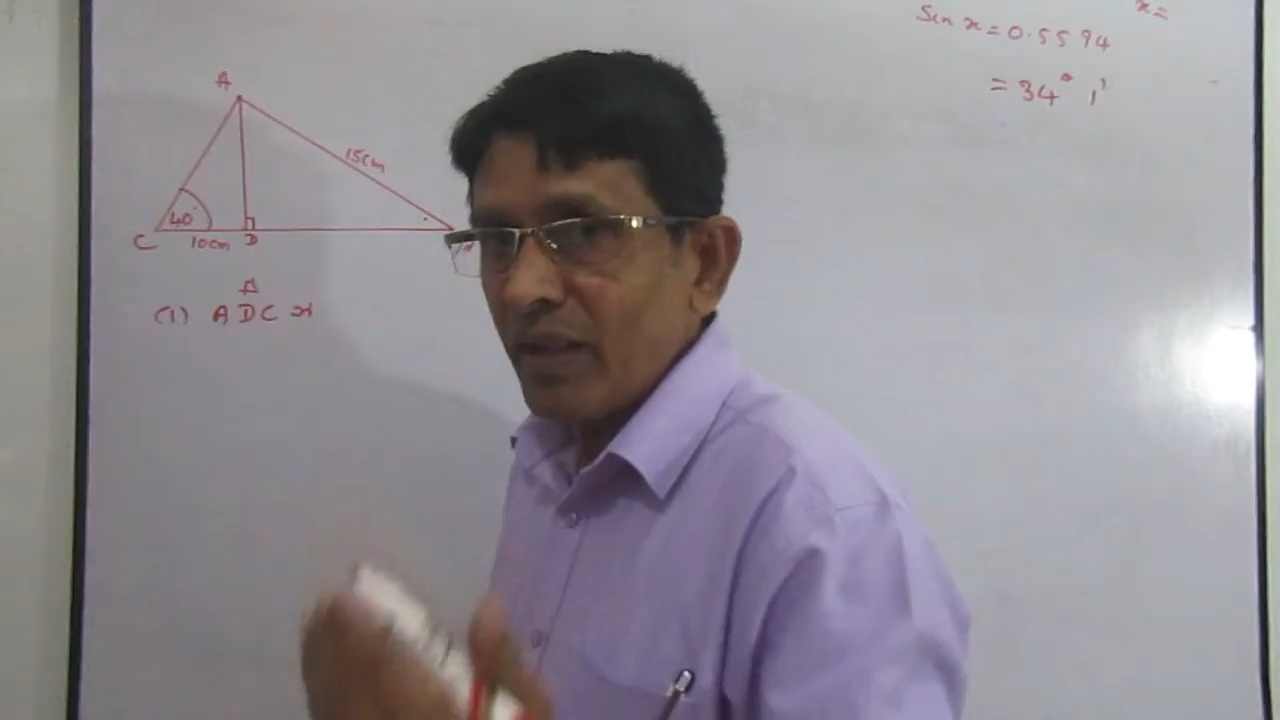 x =
Sin x = 0.5594
= 34° 1'
A
15cm
40°
C
10cm
D
(1) ADC